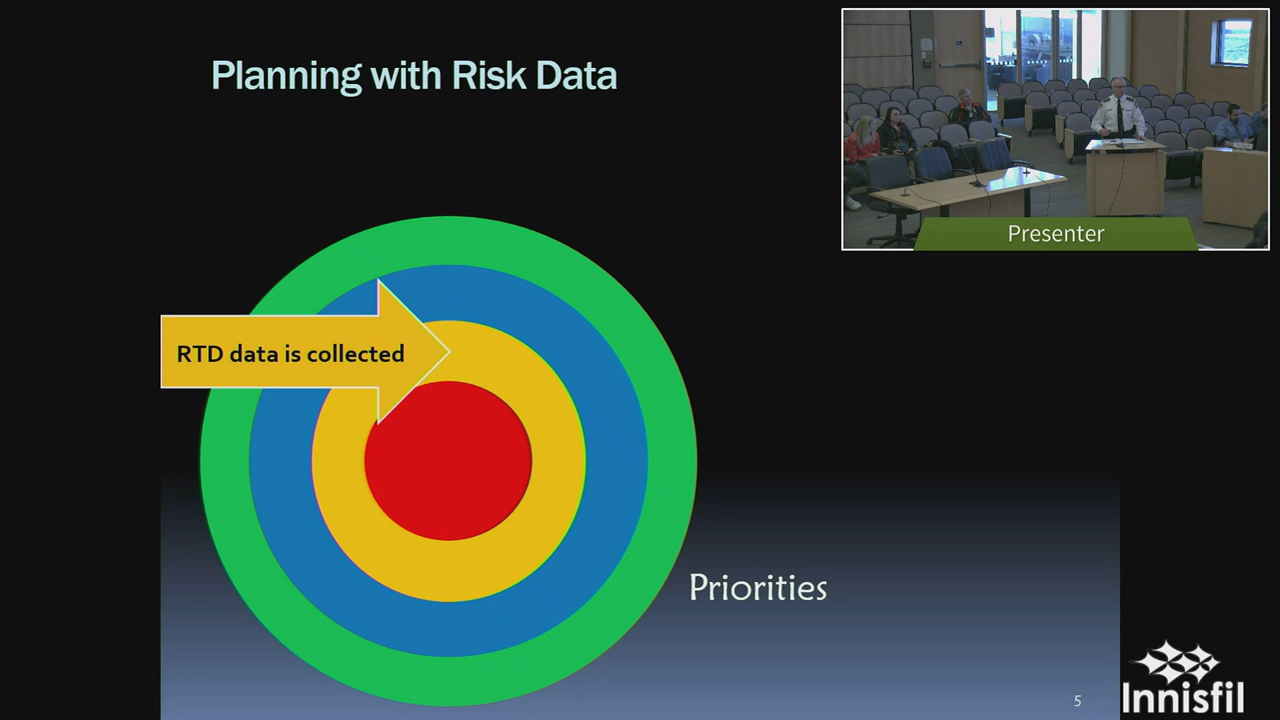 Planning with Risk Data
Presenter
RTD data is collected
Priorities
5
Innisfil